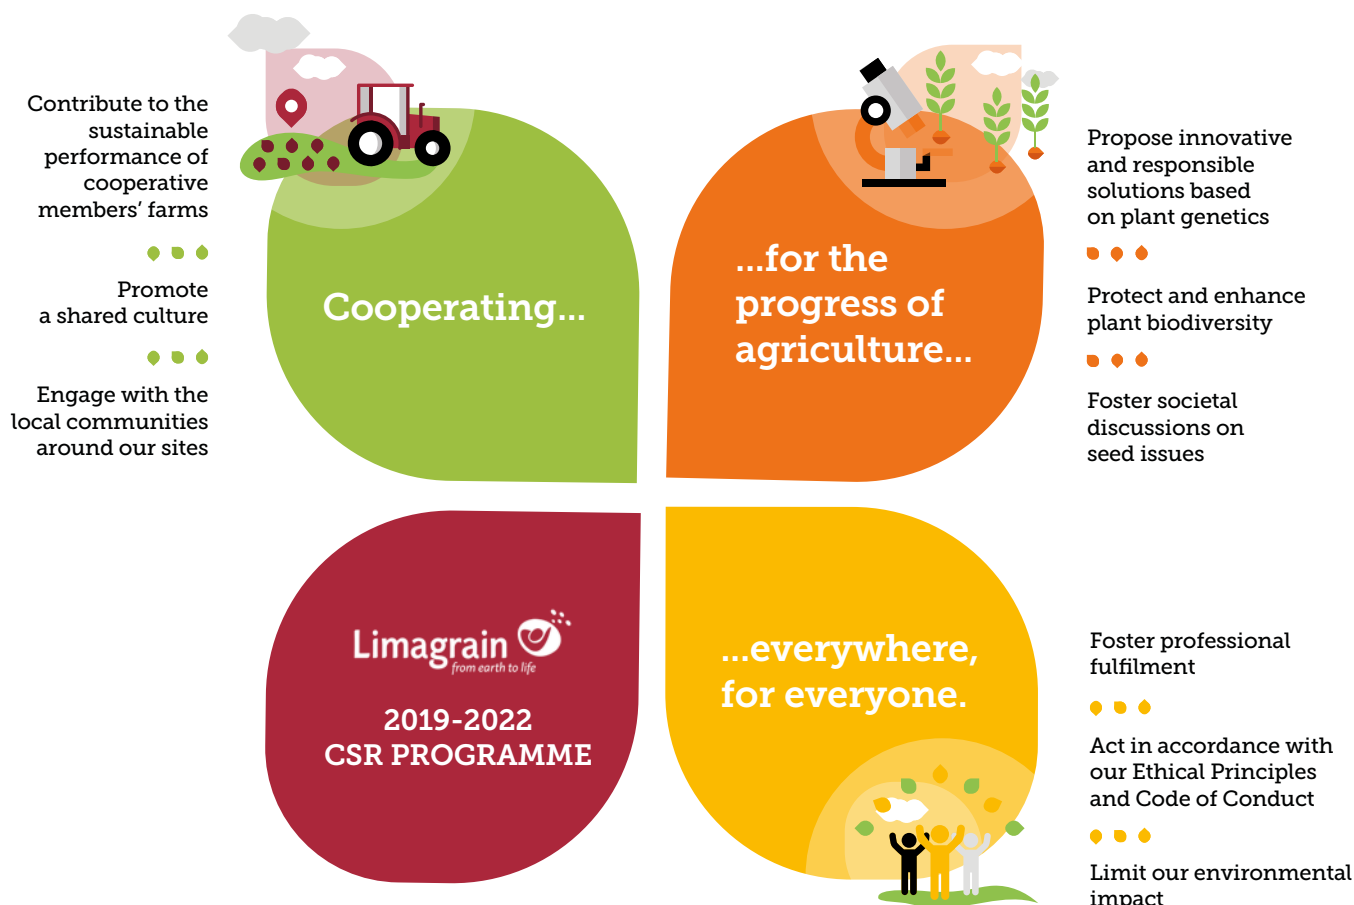 Contribute to the
sustainable
performance of
cooperative
members’ farms
Promote
a shared culture
Engage with the
local communities
around our sites
Cooperating...
...for the
progress of
agriculture...
Propose innovative
and responsible
solutions based
on plant genetics
Protect and enhance
plant biodiversity
Foster societal
discussions on
seed issues
Limagrain
from earth to life
2019-2022
CSR PROGRAMME
...everywhere,
for everyone.
Foster professional
fulfilment
Act in accordance with
our Ethical Principles
and Code of Conduct
Limit our environmental
impact